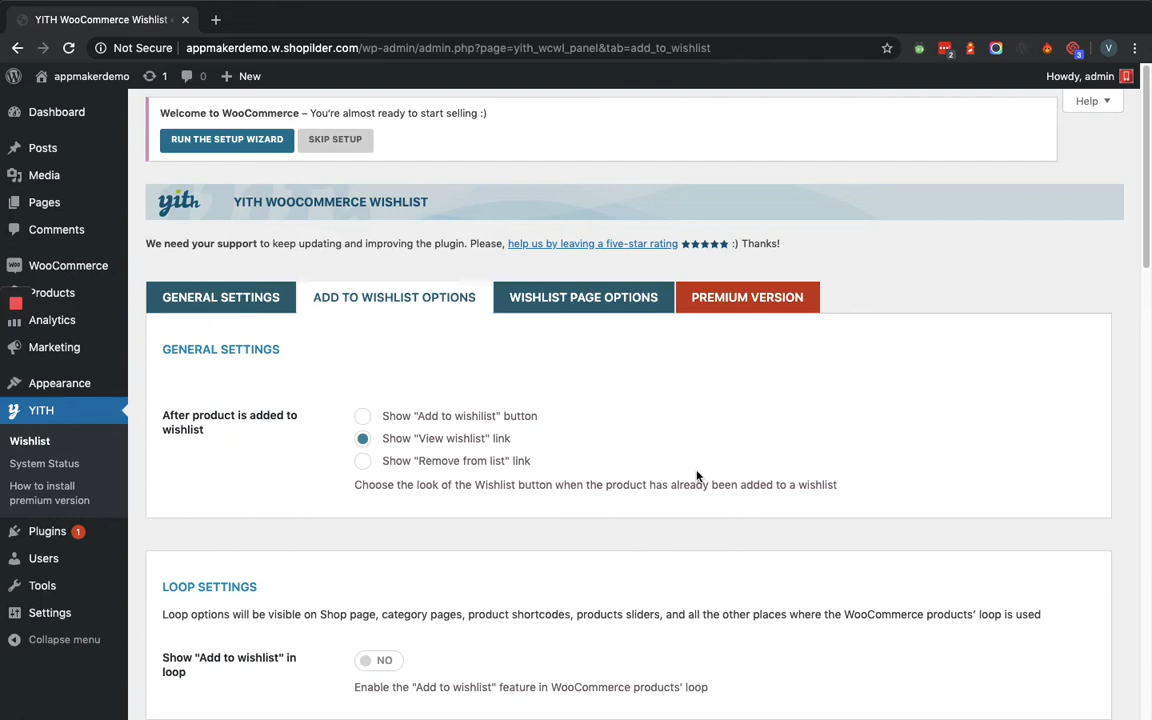 YITH WooCommerce Wishlist
Not Secure
appmakerdemo.w.shopilder.com/wp-admin/admin.php?page=yith_wcwl_panel&tab=add_to_wishlist
2
3
V
appmakerdemo
1
0
New
Howdy, admin
Dashboard
Posts
Media
Pages
Comments
WooCommerce
Products
Analytics
Marketing
Appearance
YITH
Wishlist
System Status
How to install
premium version
Plugins 1
Users
Tools
Settings
Collapse menu
Help
Welcome to WooCommerce – You're almost ready to start selling :)
RUN THE SETUP WIZARD
SKIP SETUP
yith
YITH WOOCOMMERCE WISHLIST
We need your support to keep updating and improving the plugin. Please, help us by leaving a five-star rating ★★★★★ :) Thanks!
GENERAL SETTINGS
ADD TO WISHLIST OPTIONS
WISHLIST PAGE OPTIONS
PREMIUM VERSION
GENERAL SETTINGS
After product is added to
wishlist
Show "Add to wishilist" button
Show "View wishlist" link
Show "Remove from list" link
Choose the look of the Wishlist button when the product has already been added to a wishlist
LOOP SETTINGS
Loop options will be visible on Shop page, category pages, product shortcodes, products sliders, and all the other places where the WooCommerce products' loop is used
Show "Add to wishlist" in
loop
NO
Enable the "Add to wishlist" feature in WooCommerce products' loop